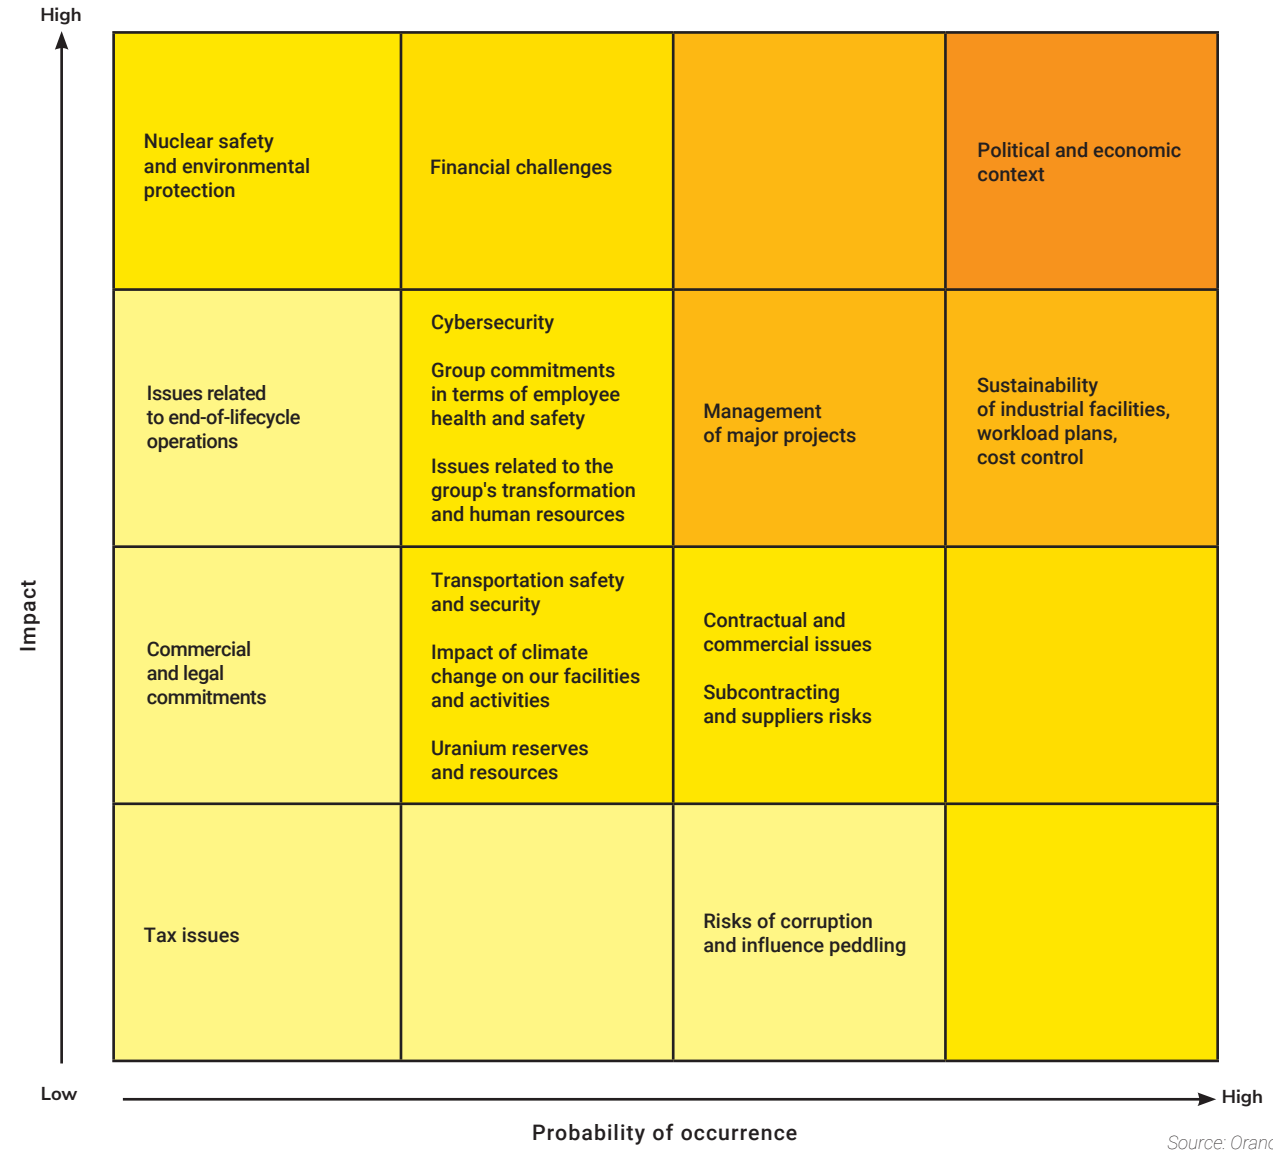 High
Nuclear safety
and environmental
protection
Financial challenges
Political and economic
context
Issues related
to end-of-lifecycle
operations
Cybersecurity
Group commitments
in terms of employee
health and safety
Issues related to the
group's transformation
and human resources
Management
of major projects
Sustainability
of industrial facilities,
workload plans,
cost control
Impact
Commercial
and legal
commitments
Transportation safety
and security
Impact of climate
change on our facilities
and activities
Uranium reserves
and resources
Contractual and
commercial issues
Subcontracting
and suppliers risks
Tax issues
Risks of corruption
and influence peddling
Low
High
Probability of occurrence
Source: